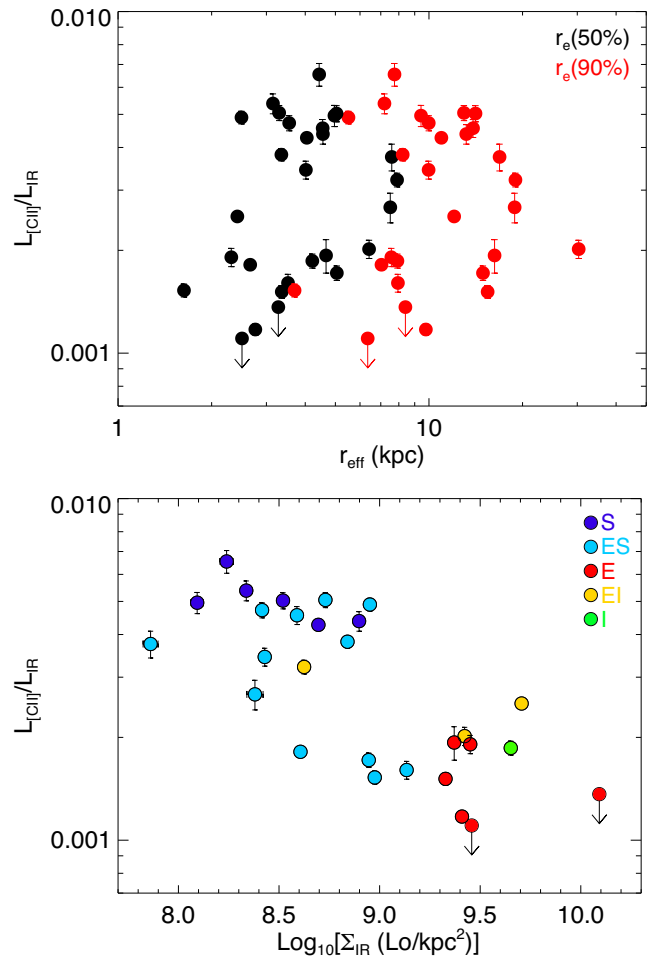 0.010
r_e(50%)
r_e(90%)
L_[CII]/L_IR
0.001
1
10
r_eff (kpc)
0.010
S
ES
E
EI
I
L_[CII]/L_IR
0.001
8.0 8.5 9.0 9.5 10.0
Log₁₀[Σ_IR (Lo/kpc²)]